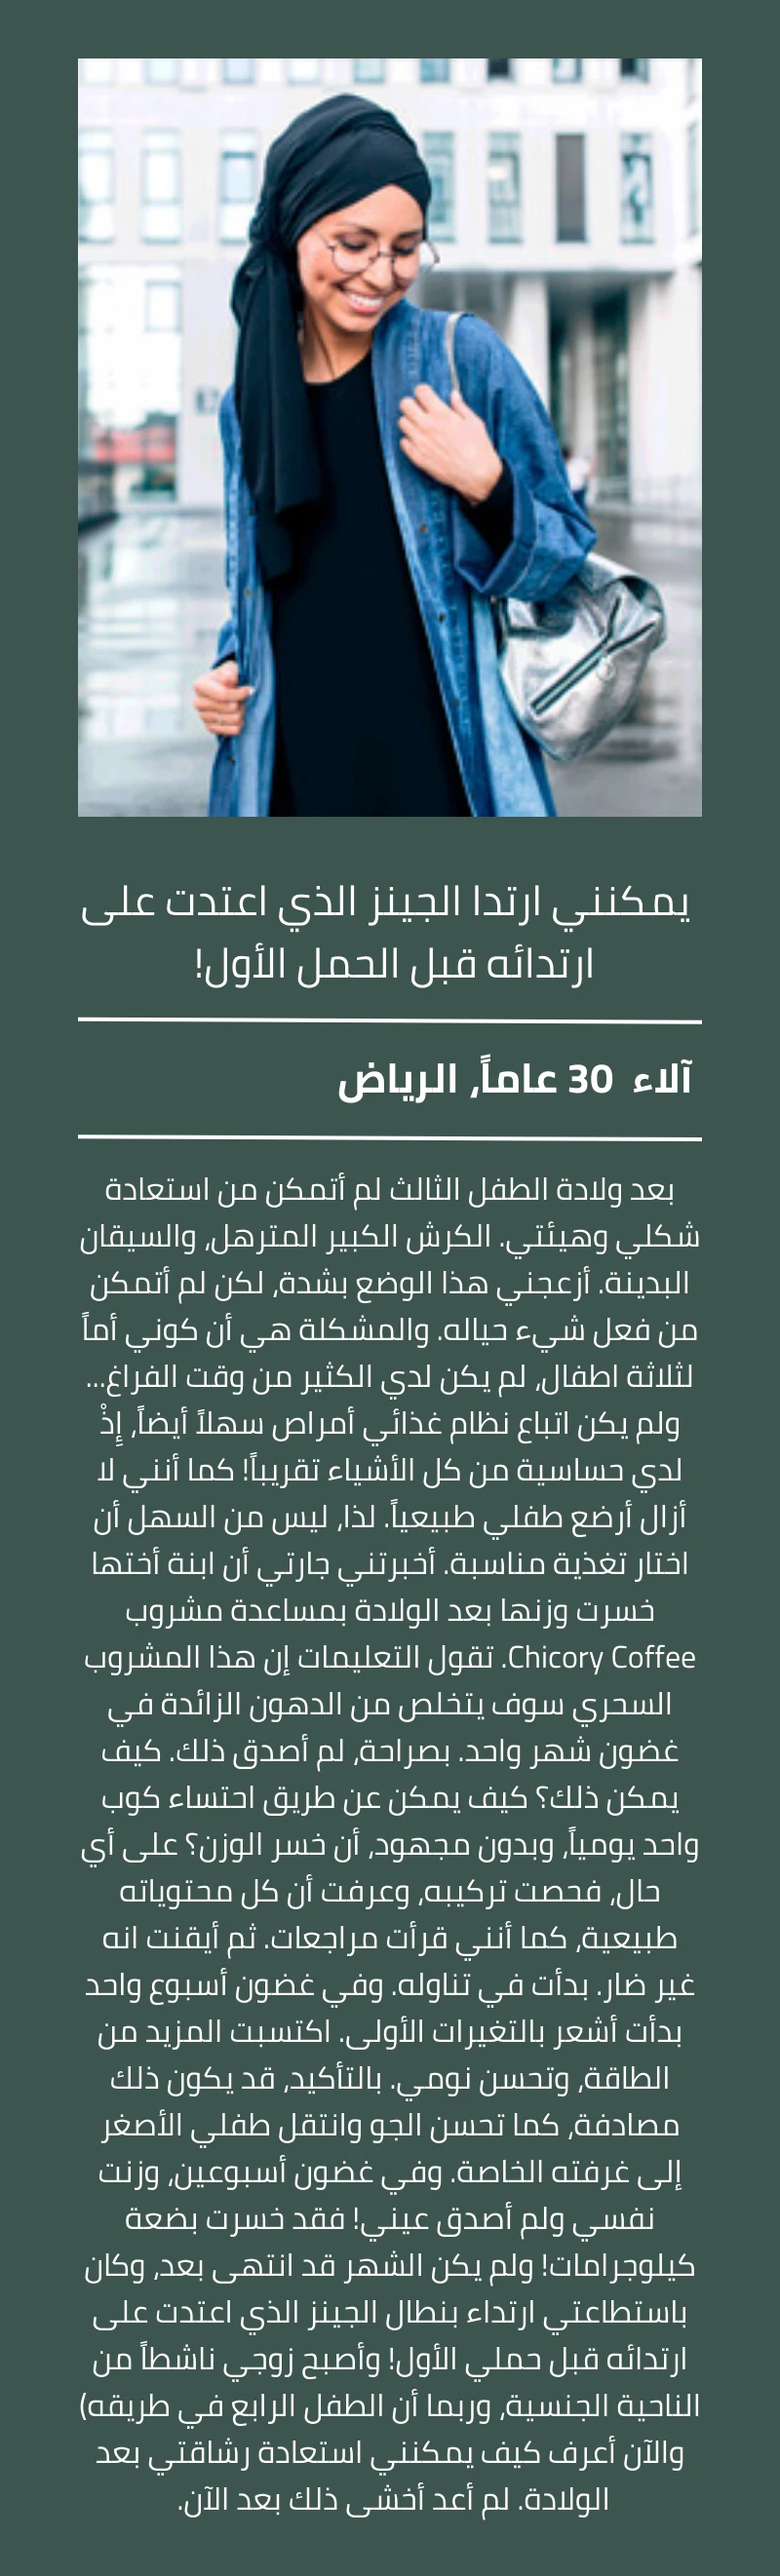 يمكنني ارتدا الجينز الذي اعتدت على
ارتدائه قبل الحمل الأول!
آلاء 30 عاماً، الرياض
بعد ولادة الطفل الثالث لم أتمكن من استعادة
شكلي وهيئتي. الكرش الكبير المترهل، والسيقان
البدينة. أزعجني هذا الوضع بشدة، لكن لم أتمكن
من فعل شيء حياله. والمشكلة هي أن كوني أماً
لثلاثة اطفال، لم يكن لدي الكثير من وقت الفراغ...
ولم يكن اتباع نظام غذائي أمراص سهلاً أيضاً، إِذْ
لدي حساسية من كل الأشياء تقريباً! كما أنني لا
أزال أرضع طفلي طبيعياً. لذا، ليس من السهل أن
اختار تغذية مناسبة. أخبرتني جارتي أن ابنة أختها
خسرت وزنها بعد الولادة بمساعدة مشروب
Chicory Coffee. تقول التعليمات إن هذا المشروب
السحري سوف يتخلص من الدهون الزائدة في
غضون شهر واحد. بصراحة، لم أصدق ذلك. كيف
يمكن ذلك؟ كيف يمكن عن طريق احتساء كوب
واحد يومياً، وبدون مجهود، أن خسر الوزن؟ على أي
حال، فحصت تركيبه، وعرفت أن كل محتوياته
طبيعية، كما أنني قرأت مراجعات. ثم أيقنت انه
غير ضار. بدأت في تناوله. وفي غضون أسبوع واحد
بدأت أشعر بالتغيرات الأولى. اكتسبت المزيد من
الطاقة، وتحسن نومي. بالتأكيد، قد يكون ذلك
مصادفة، كما تحسن الجو وانتقل طفلي الأصغر
إلى غرفته الخاصة. وفي غضون أسبوعين، وزنت
نفسي ولم أصدق عيني! فقد خسرت بضعة
كيلوجرامات! ولم يكن الشهر قد انتهى بعد، وكان
باستطاعتي ارتداء بنطال الجينز الذي اعتدت على
ارتدائه قبل حملي الأول! وأصبح زوجي ناشطاً من
الناحية الجنسية، وربما أن الطفل الرابع في طريقه)
والآن أعرف كيف يمكنني استعادة رشاقتي بعد
الولادة. لم أعد أخشى ذلك بعد الآن.